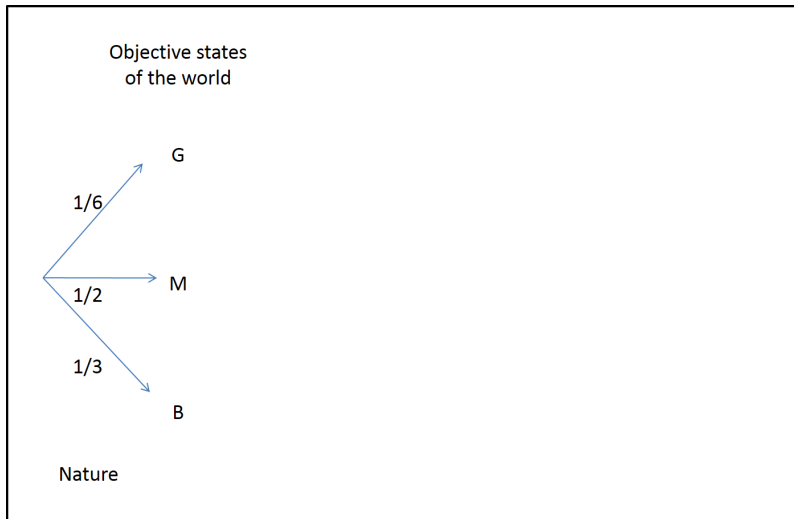 Objective states
of the world
G
1/6
M
1/2
1/3
B
Nature